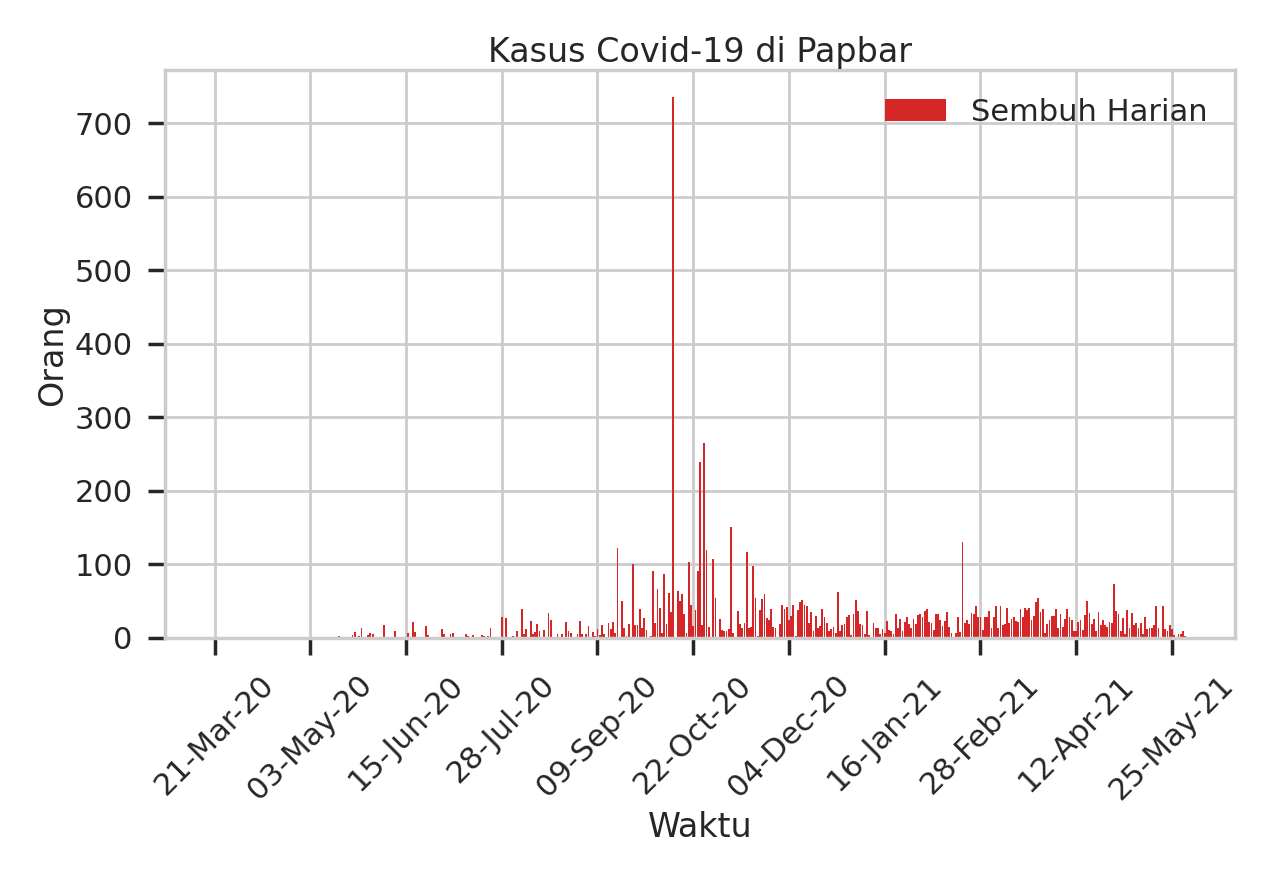 Kasus Covid-19 di Papbar
Sembuh Harian
700
600
500
400
300
200
100
0
Orang
21-Mar-20
03-May-20
15-Jun-20
28-Jul-20
09-Sep-20
22-Oct-20
04-Dec-20
16-Jan-21
28-Feb-21
12-Apr-21
25-May-21
Waktu